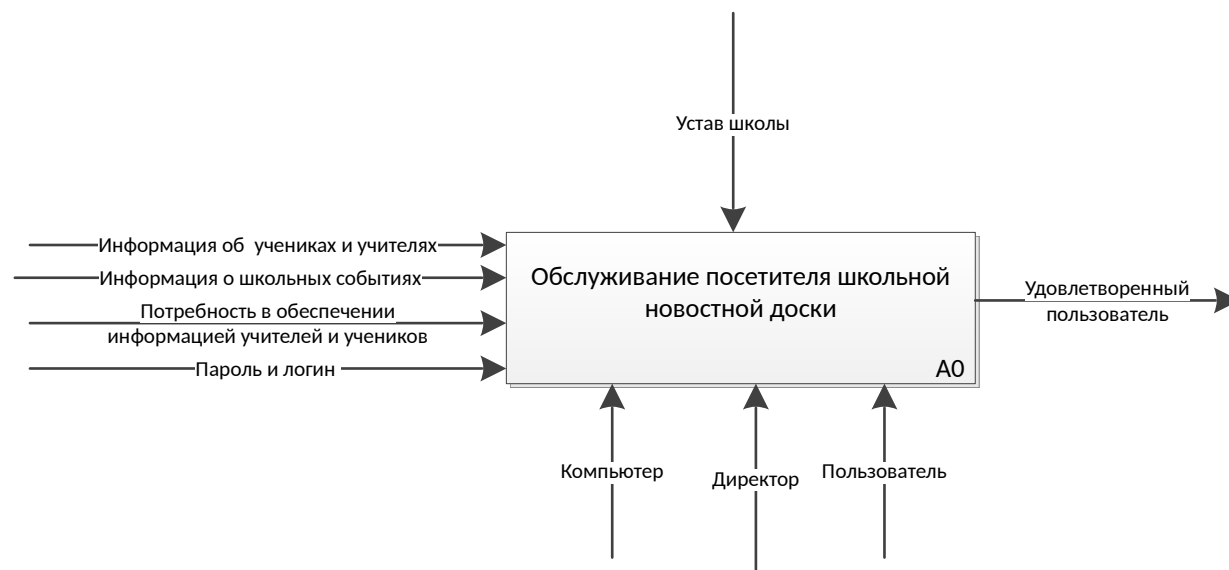 Устав школы
Информация об  учениках и учителях
Информация о школьных событиях
Потребность в обеспечении
информацией учителей и учеников
Пароль и логин
Обслуживание посетителя школьной
новостной доски
A0
Удовлетворенный
пользователь
Компьютер
Директор
Пользователь